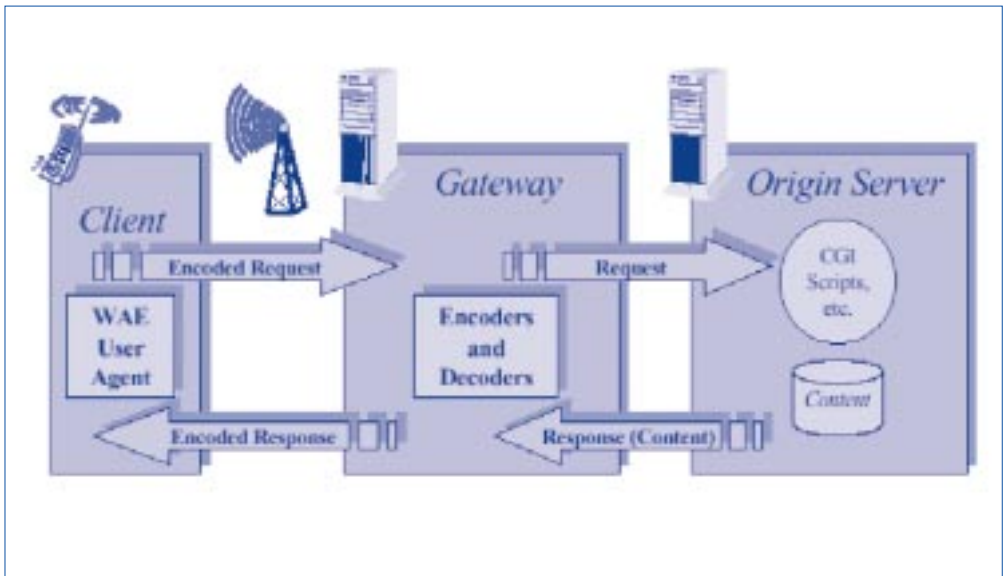 Client
Gateway
Origin Server
Encoded Request
Request
CGI
Scripts,
etc.
WAE
User
Agent
Encoders
and
Decoders
Content
Encoded Response
Response (Content)